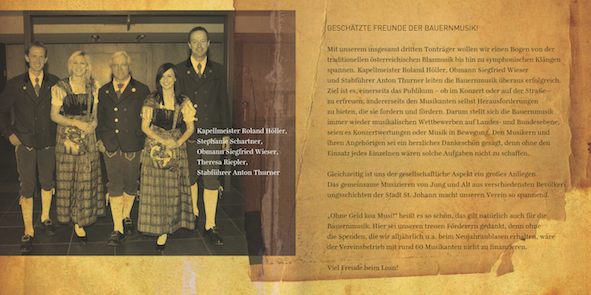 Kapellmeister Roland Höller,
Stephanie Schartner,
Obmann Siegfried Wieser,
Theresa Riepler,
Stabführer Anton Thurner
GESCHÄTZTE FREUNDE DER BAUERNMUSIK!
Mit unserem insgesamt dritten Tonträger wollen wir einen Bogen von der
traditionellen österreichischen Blasmusik bis hin zu symphonischen Klängen
spannen. Kapellmeister Roland Höller, Obmann Siegfried Wieser
und Stabführer Anton Thurner leiten die Bauernmusik überaus erfolgreich.
Ziel ist es, einerseits das Publikum – ob im Konzert oder auf der Straße –
zu erfreuen, andererseits den Musikanten selbst Herausforderungen
zu bieten, die sie fordern und fördern. Darum stellt sich die Bauernmusik
immer wieder musikalischen Wettbewerben auf Landes- und Bundesebene,
seien es Konzertwertungen oder Musik in Bewegung. Den Musikern und
ihren Angehörigen sei ein herzliches Dankeschön gesagt, denn ohne den
Einsatz jedes Einzelnen wären solche Aufgaben nicht zu schaffen.
Gleichzeitig ist uns der gesellschaftliche Aspekt ein großes Anliegen.
Das gemeinsame Musizieren von Jung und Alt aus verschiedensten Bevölker-
ungsschichten der Stadt St. Johann macht unseren Verein so spannend.
„Ohne Geld koa Musi!“ heißt es so schön, das gilt natürlich auch für die
Bauernmusik. Hier sei unseren treuen Förderern gedankt, denn ohne
die Spenden, die wir alljährlich u.a. beim Neujahranblasen erhalten, wäre
der Vereinsbetrieb mit rund 60 Musikanten nicht zu finanzieren.
Viel Freude beim Losn!